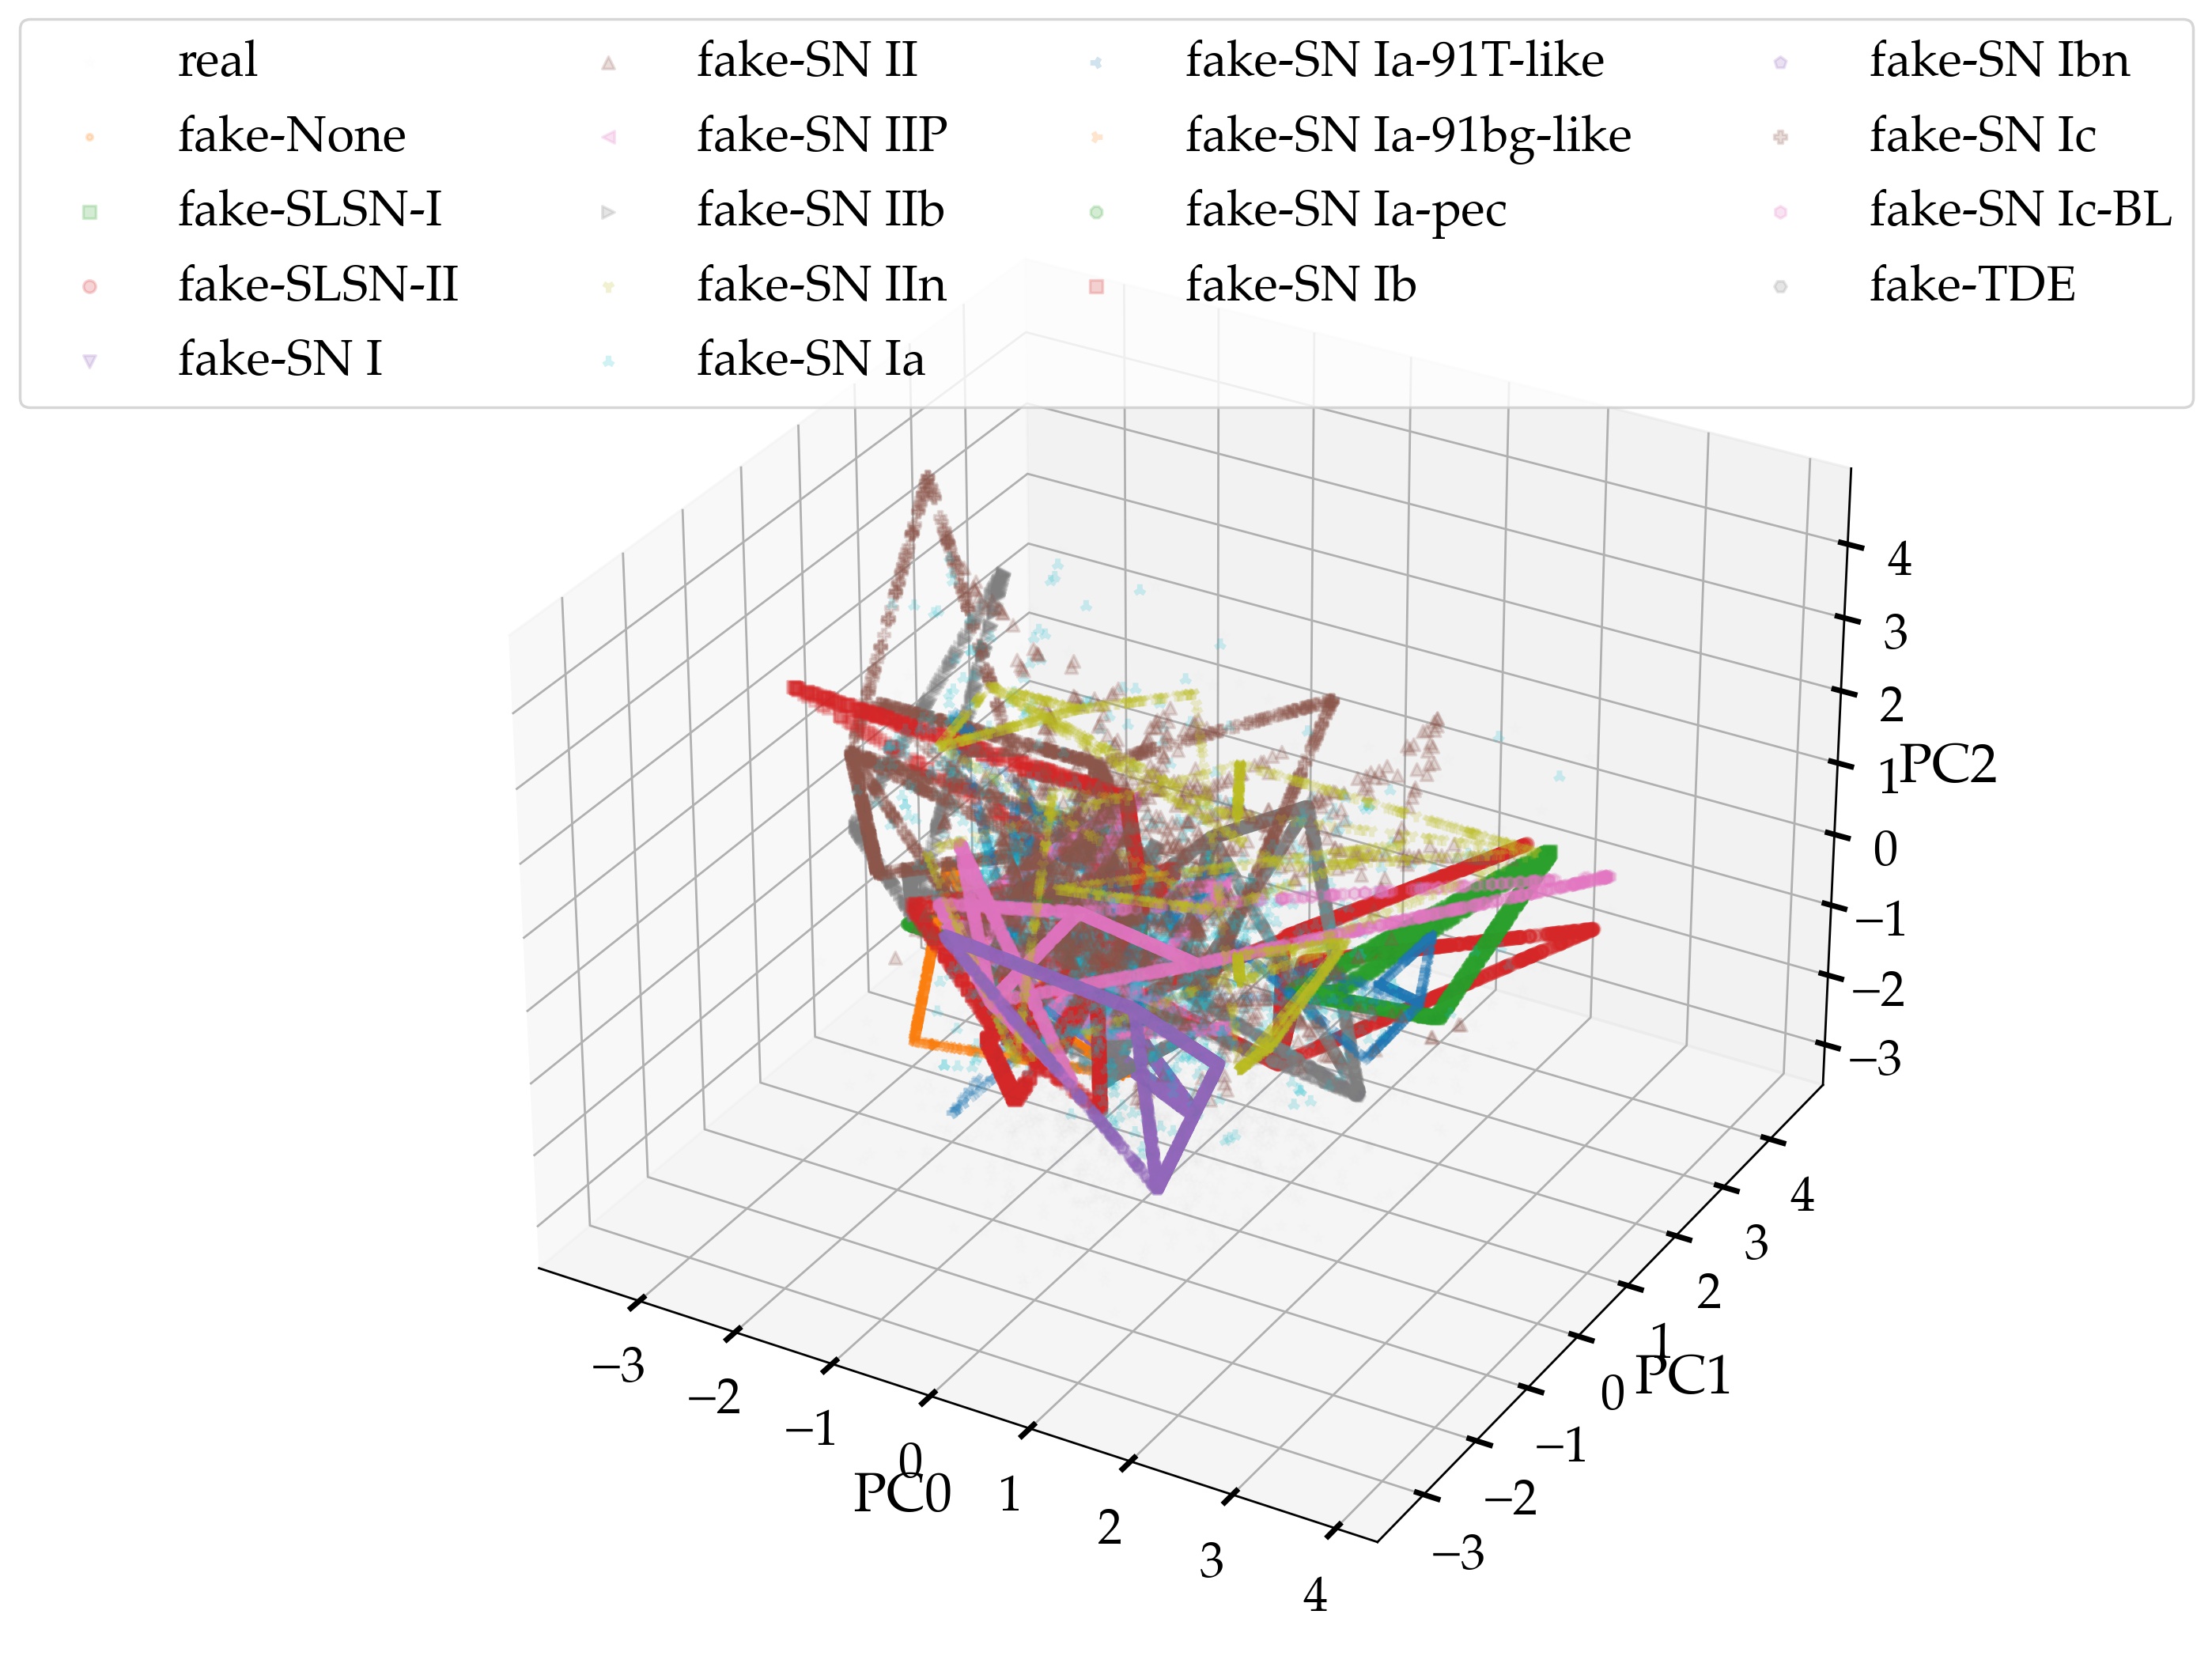 real
fake-None
fake-SLSN-I
fake-SLSN-II
fake-SN I
fake-SN II
fake-SN IIP
fake-SN IIb
fake-SN IIn
fake-SN Ia
fake-SN Ia-91T-like
fake-SN Ia-91bg-like
fake-SN Ia-pec
fake-SN Ib
fake-SN Ibn
fake-SN Ic
fake-SN Ic-BL
fake-TDE
4
3
2
1
0
−1
−2
−3
PC2
4
3
2
1
0
−1
−2
−3
PC1
−3
−2
−1
0
1
2
3
4
PC0